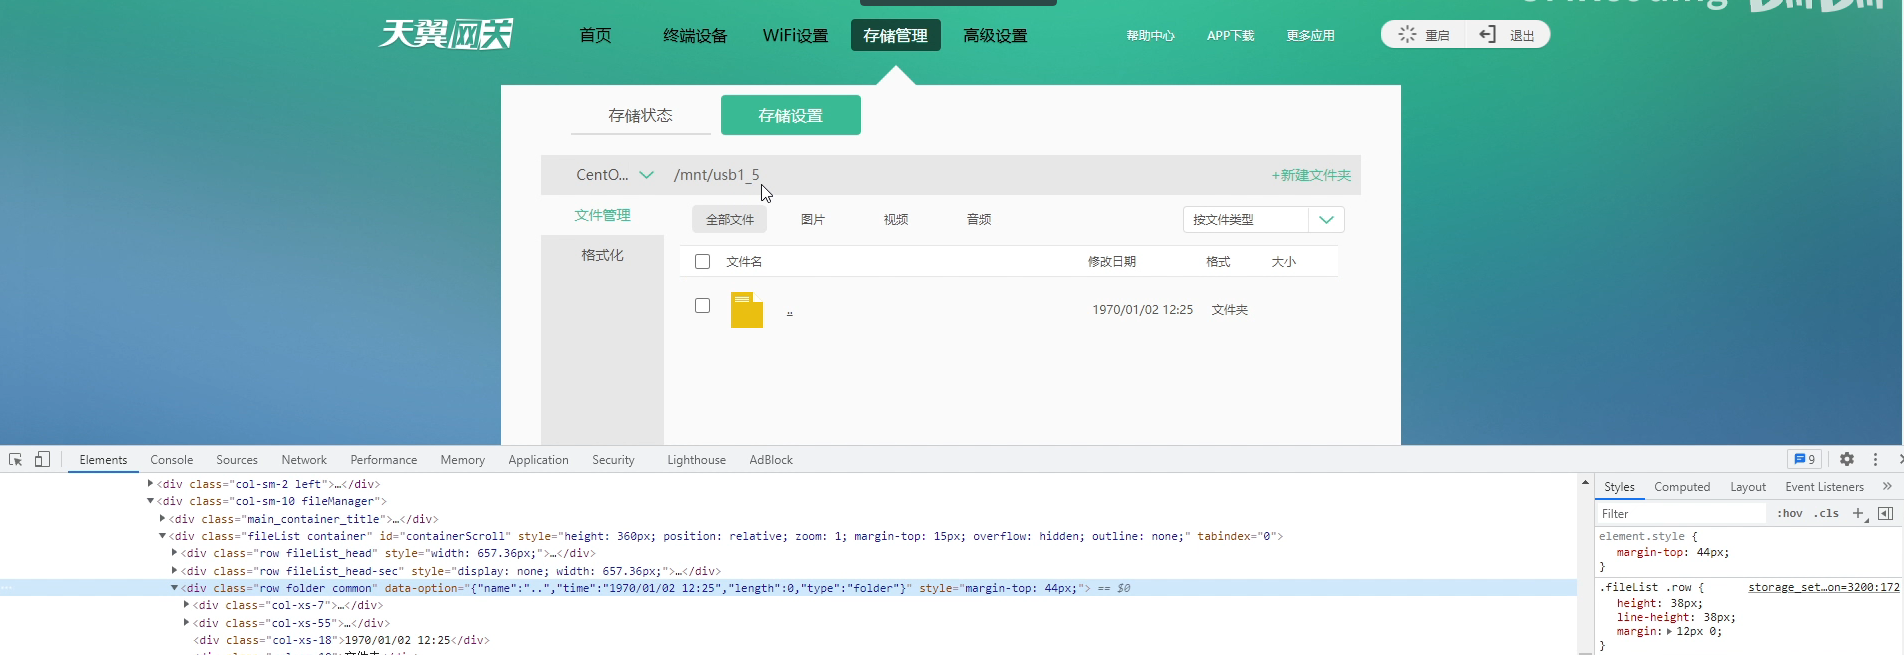 天翼网关 首页 终端设备 WiFi设置 存储管理 高级设置 帮助中心 APP下载 更多应用 重启 退出
存储状态 存储设置
CentO... /mnt/usb1_5 +新建文件夹
文件管理 全部文件 图片 视频 音频 按文件类型
格式化 文件名 修改日期 格式 大小
.. 1970/01/02 12:25 文件夹
Elements Console Sources Network Performance Memory Application Security Lighthouse AdBlock 9
<div class="col-sm-2 left">…</div>
<div class="col-sm-10 fileManager">
<div class="main_container_title">…</div>
<div class="fileList container" id="containerScroll" style="height: 360px; position: relative; zoom: 1; margin-top: 15px; overflow: hidden; outline: none;" tabindex="0">
<div class="row fileList_head" style="width: 657.36px;">…</div>
<div class="row fileList_head-sec" style="display: none; width: 657.36px;">…</div>
<div class="row folder common" data-option="{"name":"..","time":"1970/01/02 12:25","length":0,"type":"folder"}" style="margin-top: 44px;"> == $0
<div class="col-xs-7">…</div>
<div class="col-xs-55">…</div>
<div class="col-xs-18">1970/01/02 12:25</div>
Styles Computed Layout Event Listeners »
Filter :hov .cls +
element.style {
margin-top: 44px;
}
.fileList .row { storage_set…on=3200:172
height: 38px;
line-height: 38px;
margin: 12px 0;
}